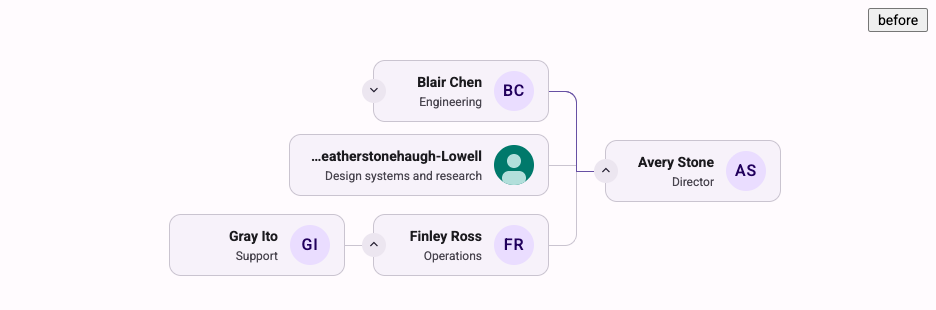 before
Blair Chen
Engineering
BC
…eatherstonehaugh-Lowell
Design systems and research
Avery Stone
Director
AS
Gray Ito
Support
GI
Finley Ross
Operations
FR